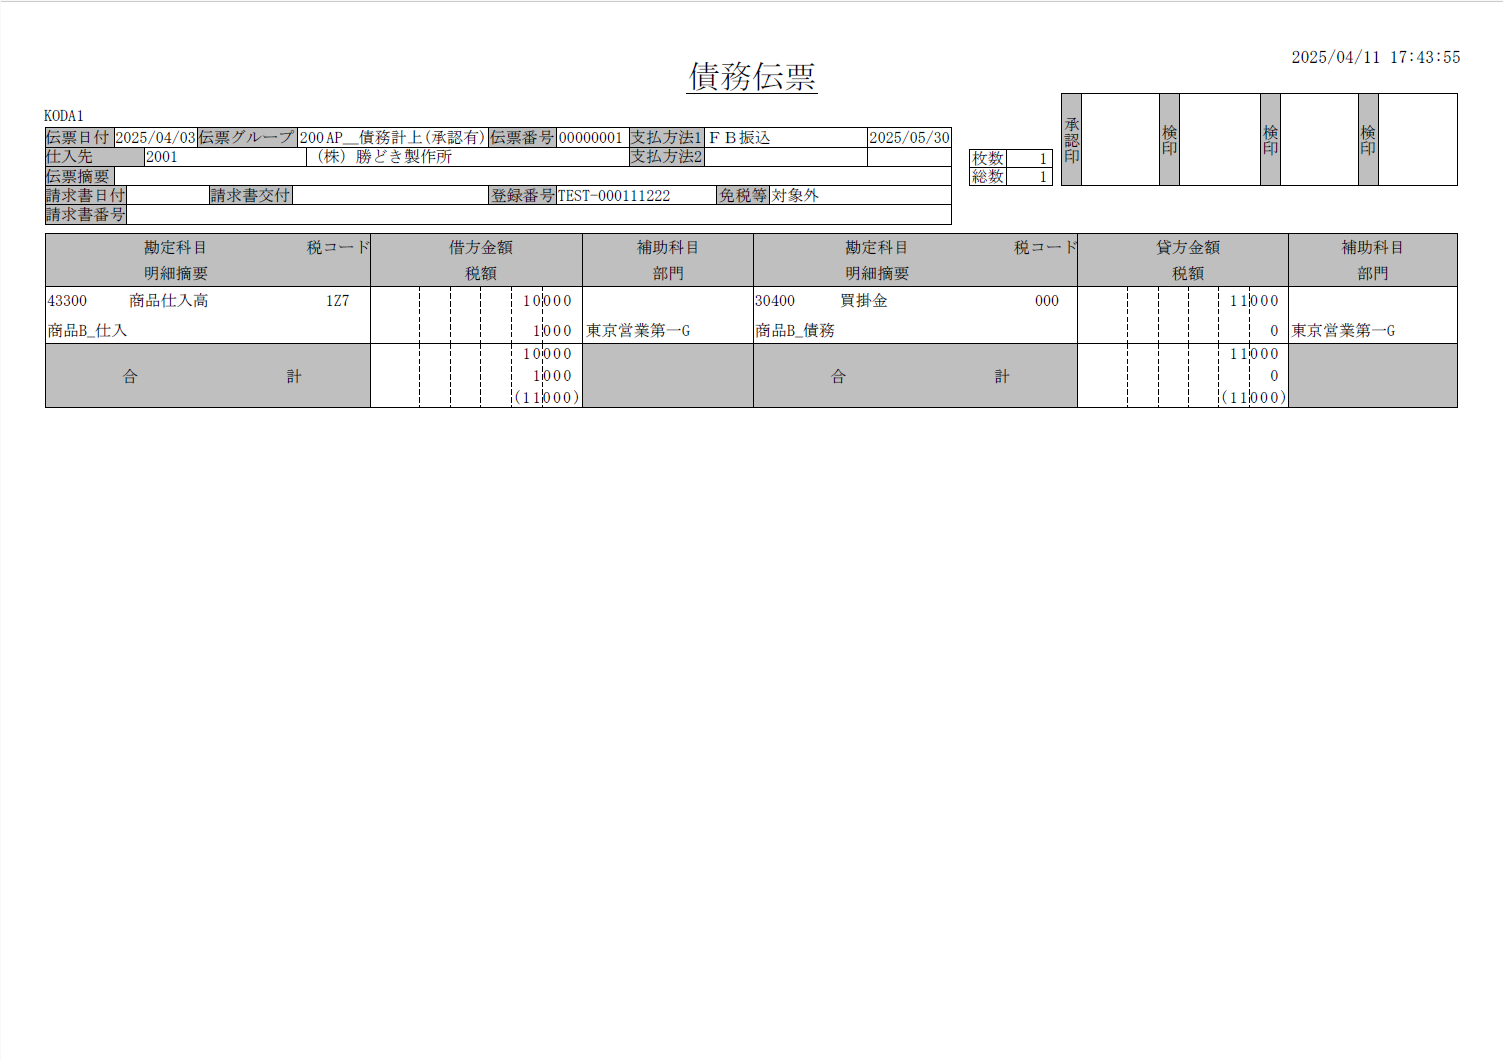 2025/04/11 17:43:55
債務伝票
KODA1
伝票日付 2025/04/03 伝票グループ 200 AP__債務計上(承認有) 伝票番号 00000001 支払方法1 ＦＢ振込 2025/05/30
仕入先 2001 （株）勝どき製作所 支払方法2
伝票摘要
請求書日付 請求書交付 登録番号 TEST-000111222 免税等 対象外
請求書番号
枚数 1
総数 1
承認印 検印 検印 検印
勘定科目 税コード 借方金額 補助科目 勘定科目 税コード 貸方金額 補助科目
明細摘要 税額 部門 明細摘要 税額 部門
43300 商品仕入高 1Z7 10000 30400 買掛金 000 11000
商品B_仕入 1000 東京営業第一G 商品B_債務 0 東京営業第一G
10000 11000
合計 1000 合計 0
(11000) (11000)